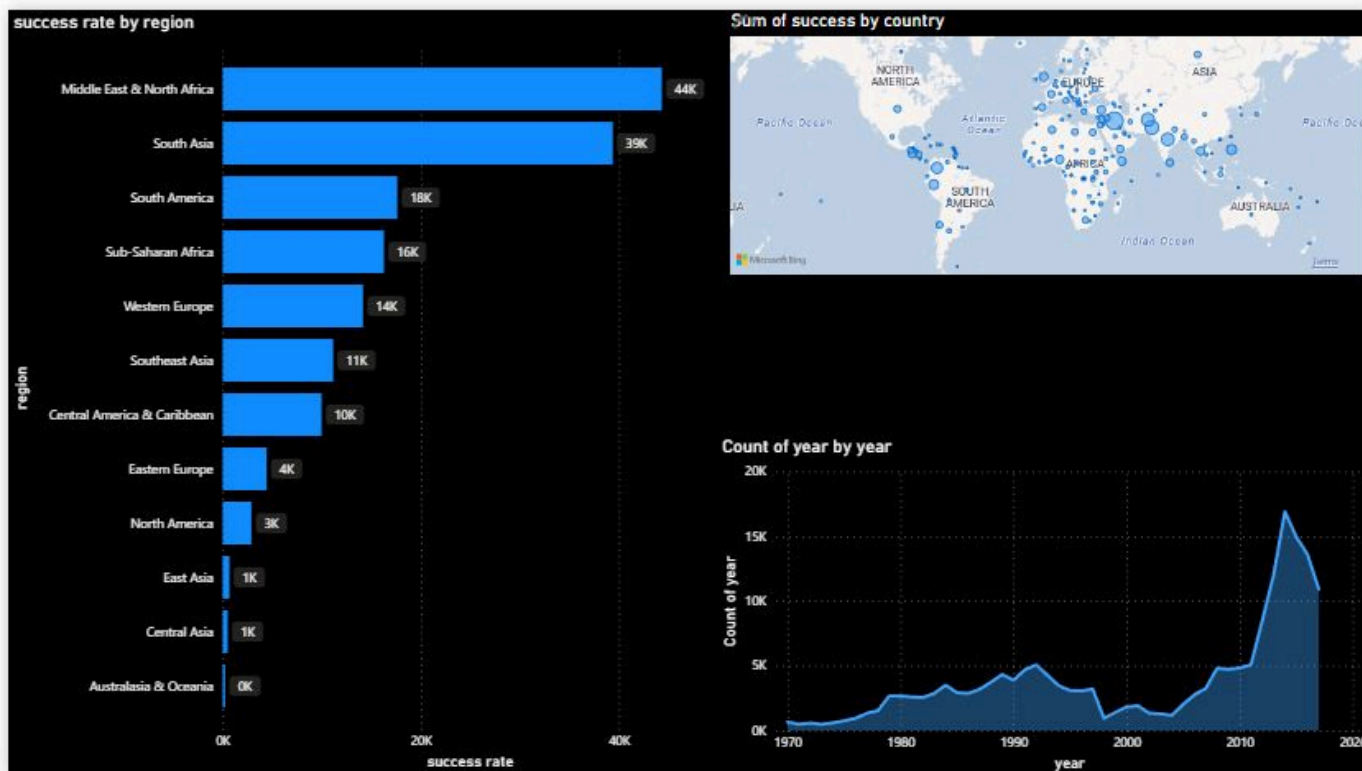 success rate by region
Middle East & North Africa
44K
South Asia
39K
South America
18K
Sub-Saharan Africa
16K
Western Europe
14K
Southeast Asia
11K
Central America & Caribbean
10K
Eastern Europe
4K
North America
3K
East Asia
1K
Central Asia
1K
Australasia & Oceania
0K
region
0K
20K
40K
success rate
Sum of success by country
NORTH
AMERICA
EUROPE
ASIA
Pacific Ocean
Atlantic
Ocean
Pacific Oc
AFRICA
SOUTH
AMERICA
AUSTRALIA
Indian Ocean
Microsoft Bing
Terms
Count of year by year
20K
15K
10K
5K
0K
Count of year
1970
1980
1990
2000
2010
2020
year